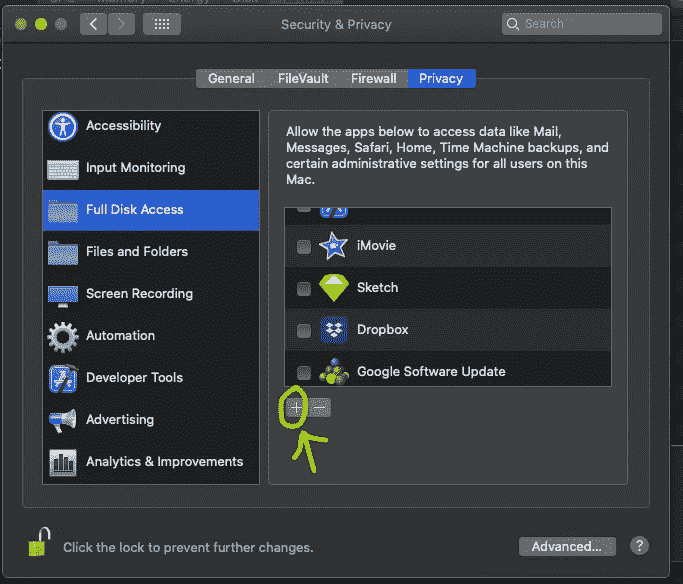 Security & Privacy
Search
General
FileVault
Firewall
Privacy
Accessibility
Input Monitoring
Full Disk Access
Files and Folders
Screen Recording
Automation
Developer Tools
Advertising
Analytics & Improvements
Allow the apps below to access data like Mail,
Messages, Safari, Home, Time Machine backups, and
certain administrative settings for all users on this
Mac.
iMovie
Sketch
Dropbox
Google Software Update
+ −
Click the lock to prevent further changes.
Advanced...
?